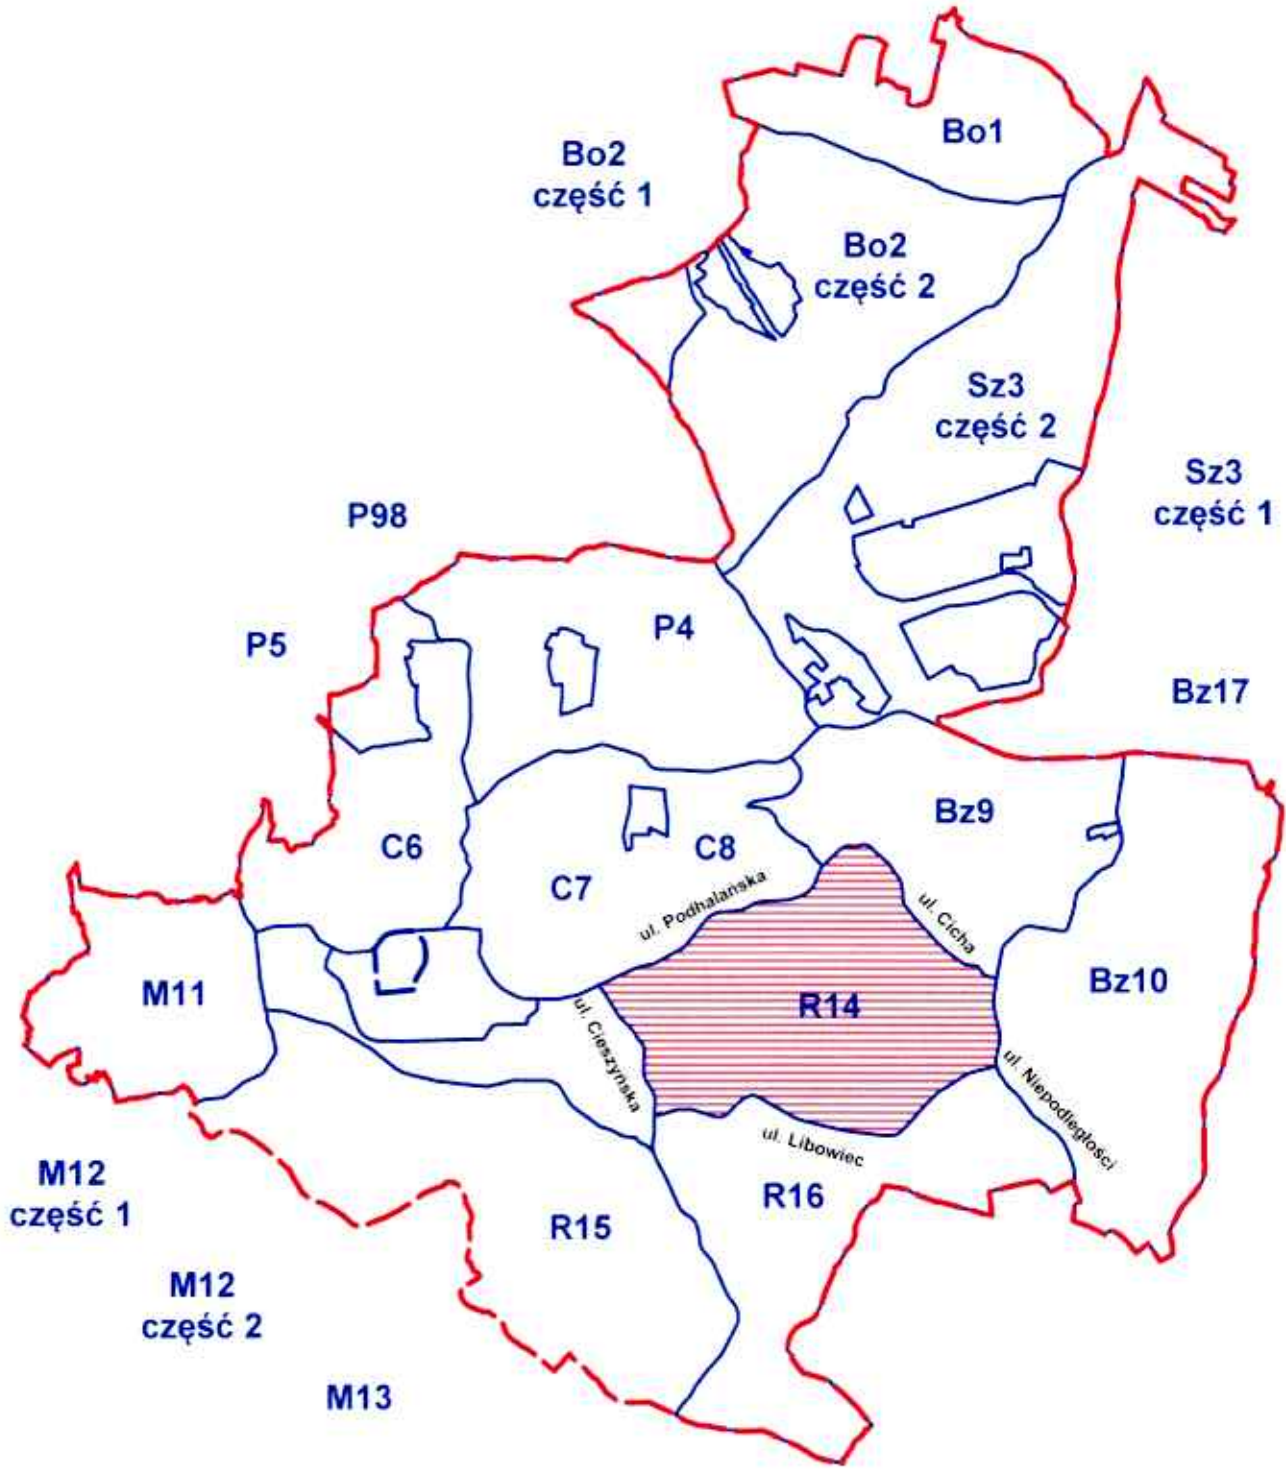 Bo1
Bo2
część 1
Bo2
część 2
Sz3
część 2
Sz3
część 1
P98
P4
P5
Bz17
Bz9
C6
C8
C7
ul. Podhalańska
ul. Cicha
M11
Bz10
R14
ul. Cieszyńska
ul. Niepodległości
ul. Libowiec
M12
część 1
R16
R15
M12
część 2
M13